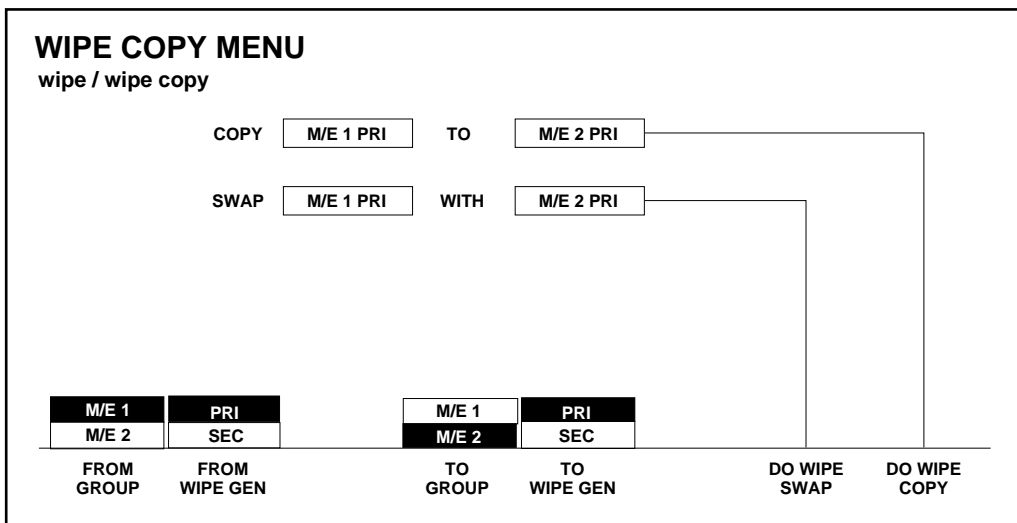 WIPE COPY MENU
wipe / wipe copy
COPY M/E 1 PRI TO M/E 2 PRI
SWAP M/E 1 PRI WITH M/E 2 PRI
M/E 1 PRI M/E 1 PRI
M/E 2 SEC M/E 2 SEC
FROM FROM TO TO DO WIPE DO WIPE
GROUP WIPE GEN GROUP WIPE GEN SWAP COPY